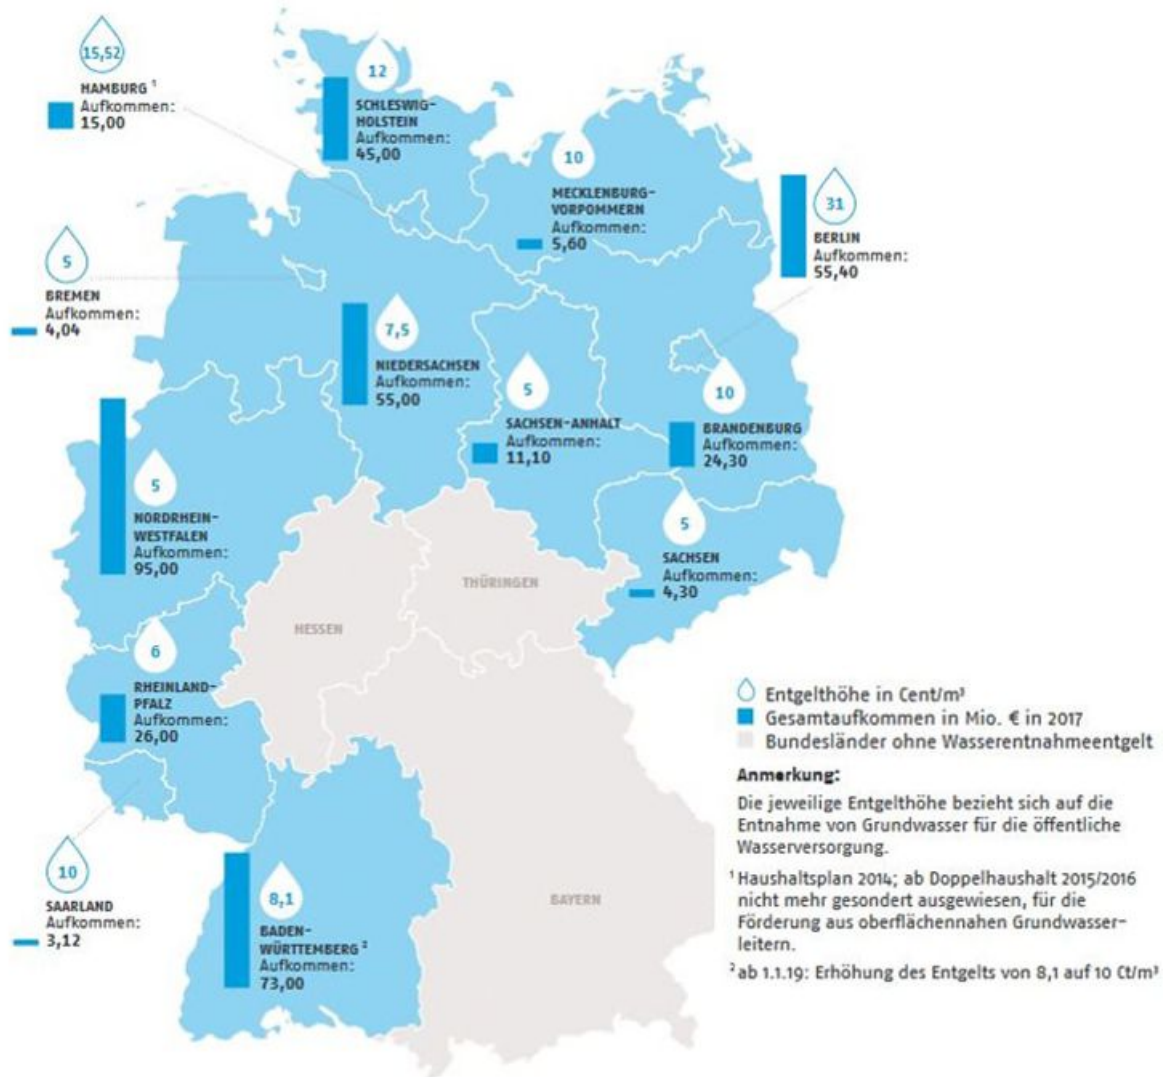 15,52
HAMBURG ¹
Aufkommen:
15,00
12
SCHLESWIG-
HOLSTEIN
Aufkommen:
45,00
10
MECKLENBURG-
VORPOMMERN
Aufkommen:
5,60
31
BERLIN
Aufkommen:
55,40
5
BREMEN
Aufkommen:
4,04
7,5
NIEDERSACHSEN
Aufkommen:
55,00
5
SACHSEN-ANHALT
Aufkommen:
11,10
10
BRANDENBURG
Aufkommen:
24,30
5
NORDRHEIN-
WESTFALEN
Aufkommen:
95,00
5
SACHSEN
Aufkommen:
4,30
THÜRINGEN
HESSEN
6
RHEINLAND-
PFALZ
Aufkommen:
26,00
10
SAARLAND
Aufkommen:
3,12
8,1
BADEN-
WÜRTTEMBERG ²
Aufkommen:
73,00
BAYERN
Entgelthöhe in Cent/m³
Gesamtaufkommen in Mio. € in 2017
Bundesländer ohne Wasserentnahmeentgelt
Anmerkung:
Die jeweilige Entgelthöhe bezieht sich auf die
Entnahme von Grundwasser für die öffentliche
Wasserversorgung.
¹ Haushaltsplan 2014; ab Doppelhaushalt 2015/2016
nicht mehr gesondert ausgewiesen, für die
Förderung aus oberflächennahen Grundwasser-
leitern.
² ab 1.1.19: Erhöhung des Entgelts von 8,1 auf 10 Ct/m³